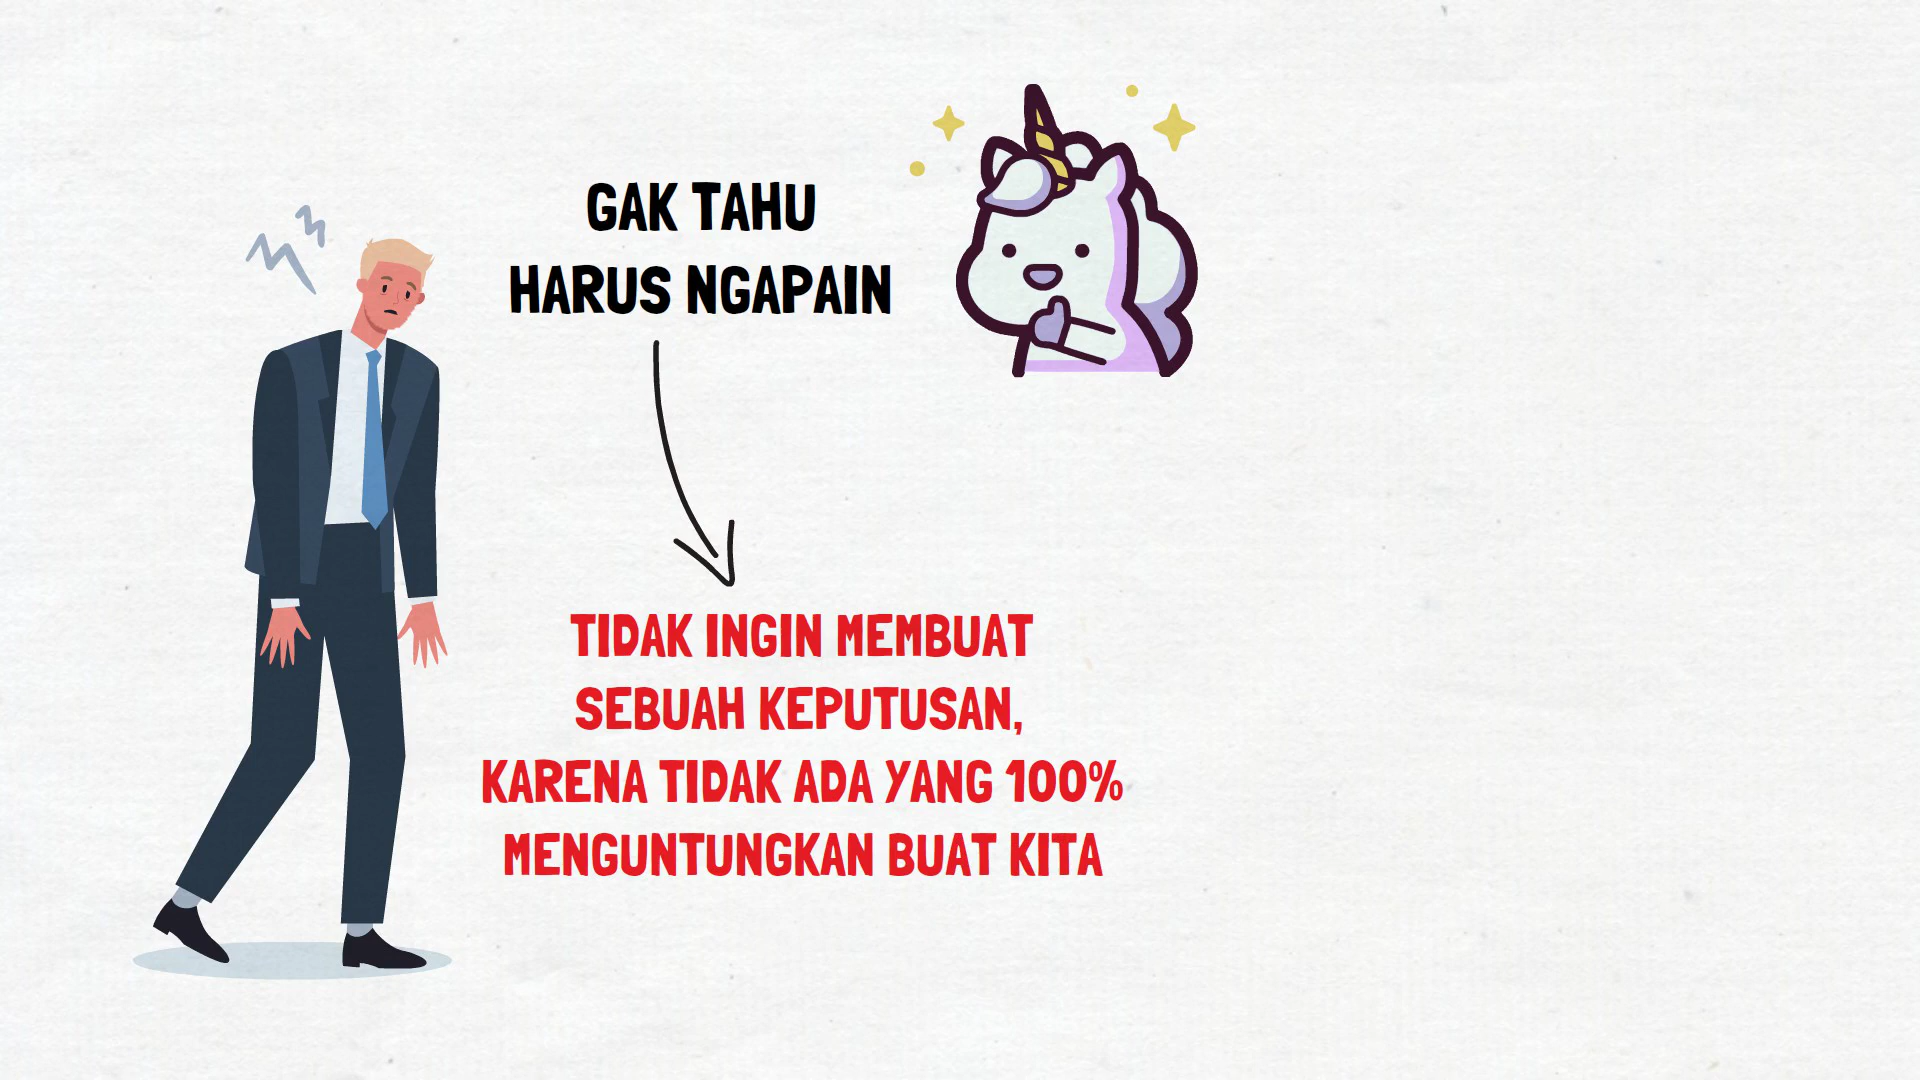 GAK TAHU
HARUS NGAPAIN
TIDAK INGIN MEMBUAT
SEBUAH KEPUTUSAN,
KARENA TIDAK ADA YANG 100%
MENGUNTUNGKAN BUAT KITA